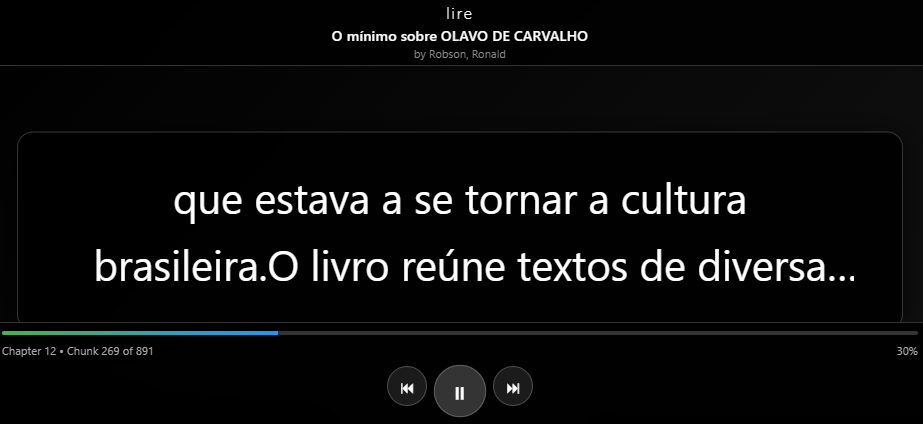 lire
O mínimo sobre OLAVO DE CARVALHO
by Robson, Ronald
que estava a se tornar a cultura
brasileira.O livro reúne textos de diversa...
Chapter 12 • Chunk 269 of 891
30%